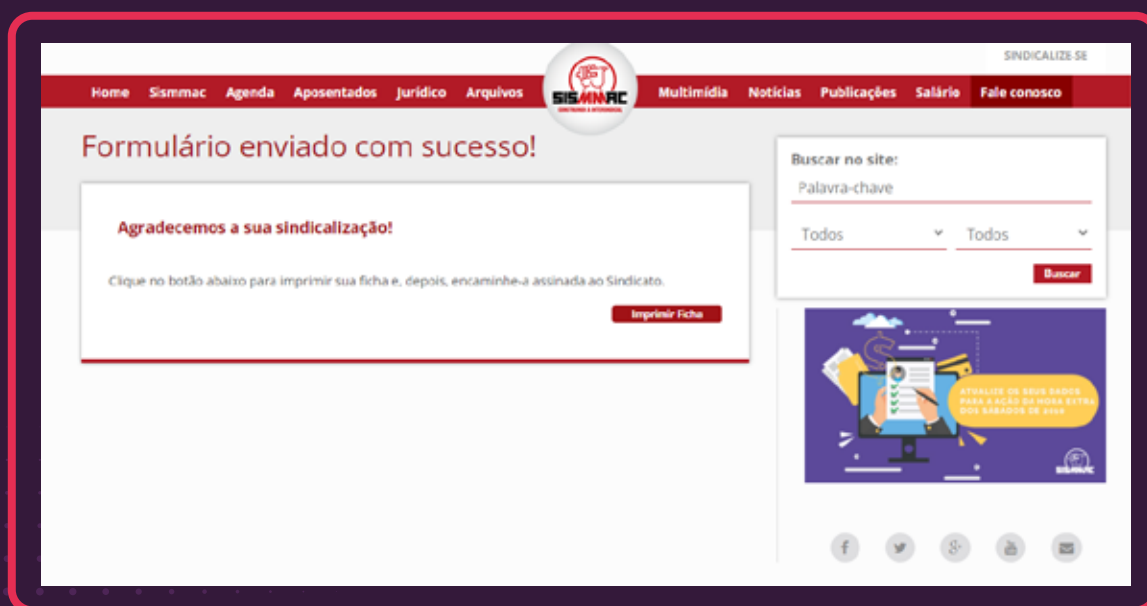 SINDICALIZE-SE
Home Sismmac Agenda Aposentados Jurídico Arquivos SISMMAC Multimídia Notícias Publicações Salário Fale conosco
Formulário enviado com sucesso!
Agradecemos a sua sindicalização!
Clique no botão abaixo para imprimir sua ficha e, depois, encaminhe-a assinada ao Sindicato.
Imprimir Ficha
Buscar no site:
Palavra-chave
Todos Todos
Buscar
ATUALIZE OS SEUS DADOS
PARA A AÇÃO DA HORA EXTRA
DOS SÁBADOS DE
SISMMAC